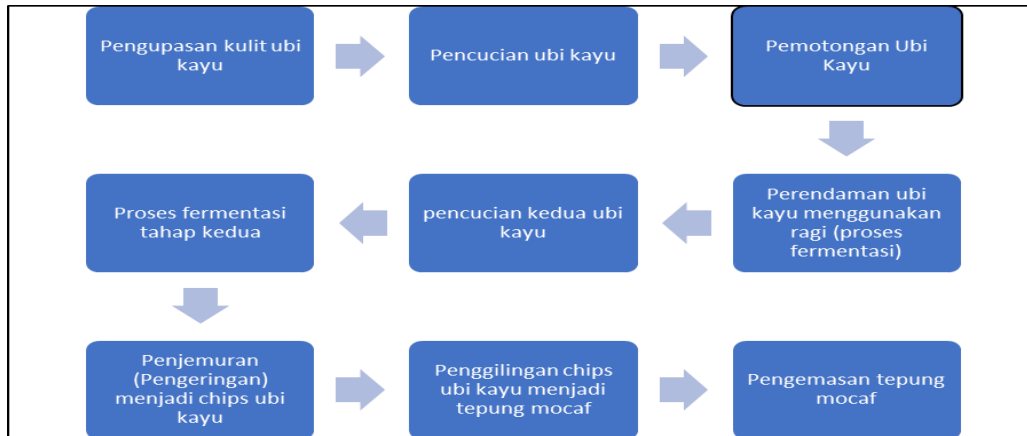 Pengupasan kulit ubi
kayu
Pencucian ubi kayu
Pemotongan Ubi
Kayu
Perendaman ubi
kayu menggunakan
ragi (proses
fermentasi)
pencucian kedua ubi
kayu
Proses fermentasi
tahap kedua
Penjemuran
(Pengeringan)
menjadi chips ubi
kayu
Penggilingan chips
ubi kayu menjadi
tepung mocaf
Pengemasan tepung
mocaf